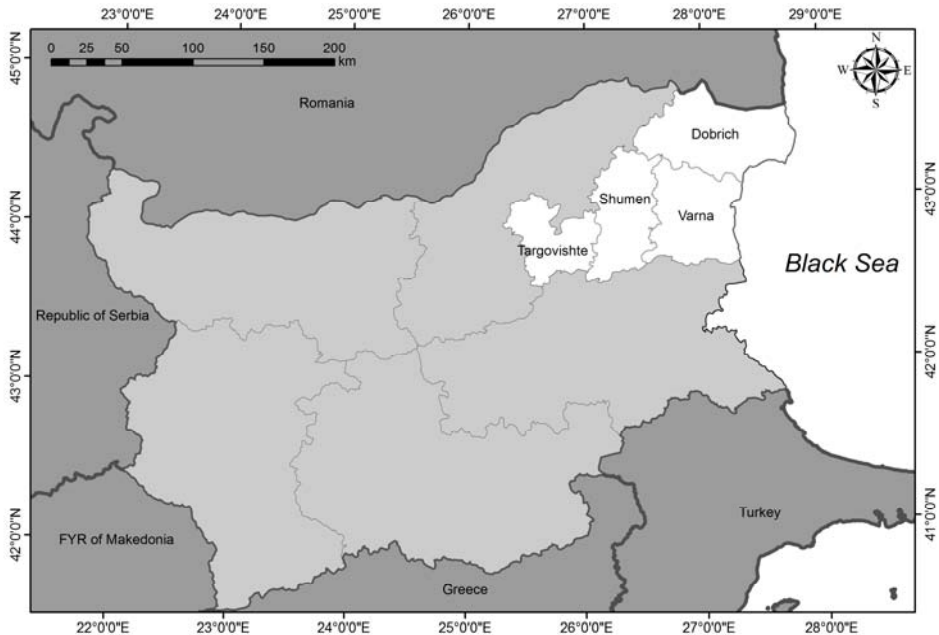 23°0'0"E 24°0'0"E 25°0'0"E 26°0'0"E 27°0'0"E 28°0'0"E 29°0'0"E
0 25 50 100 150 200
km
N
W E
S
45°0'0"N
Romania
Dobrich
43°0'0"N
44°0'0"N
Shumen
Varna
Targovishte
Black Sea
Republic of Serbia
42°0'0"N
43°0'0"N
41°0'0"N
Turkey
42°0'0"N
FYR of Makedonia
Greece
22°0'0"E 23°0'0"E 24°0'0"E 25°0'0"E 26°0'0"E 27°0'0"E 28°0'0"E